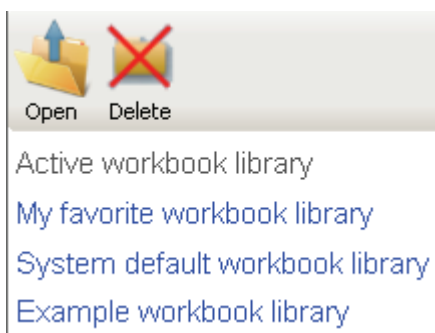 Open Delete
Active workbook library
My favorite workbook library
System default workbook library
Example workbook library